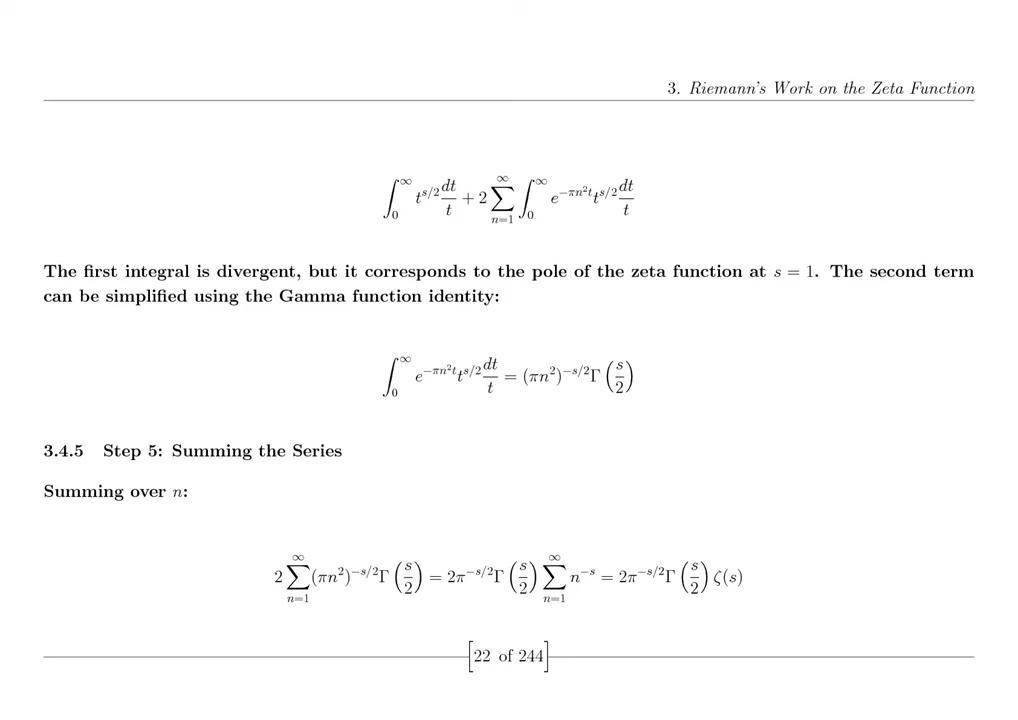 3. Riemann's Work on the Zeta Function
∫₀^∞ t^{s/2} dt/t + 2 ∑_{n=1}^∞ ∫₀^∞ e^{−πn²t} t^{s/2} dt/t
The first integral is divergent, but it corresponds to the pole of the zeta function at s = 1. The second term
can be simplified using the Gamma function identity:
∫₀^∞ e^{−πn²t} t^{s/2} dt/t = (πn²)^{−s/2} Γ(s/2)
3.4.5 Step 5: Summing the Series
Summing over n:
2 ∑_{n=1}^∞ (πn²)^{−s/2} Γ(s/2) = 2π^{−s/2} Γ(s/2) ∑_{n=1}^∞ n^{−s} = 2π^{−s/2} Γ(s/2) ζ(s)
[22 of 244]